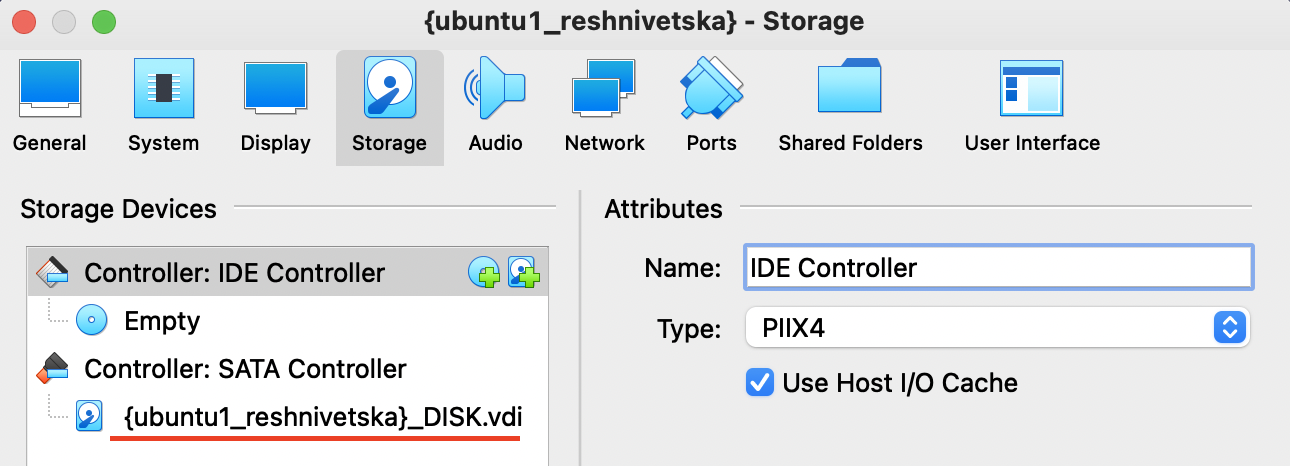 {ubuntu1_reshnivetska} - Storage
General System Display Storage Audio Network Ports Shared Folders User Interface
Storage Devices
Controller: IDE Controller
Empty
Controller: SATA Controller
{ubuntu1_reshnivetska}_DISK.vdi
Attributes
Name: IDE Controller
Type: PIIX4
Use Host I/O Cache